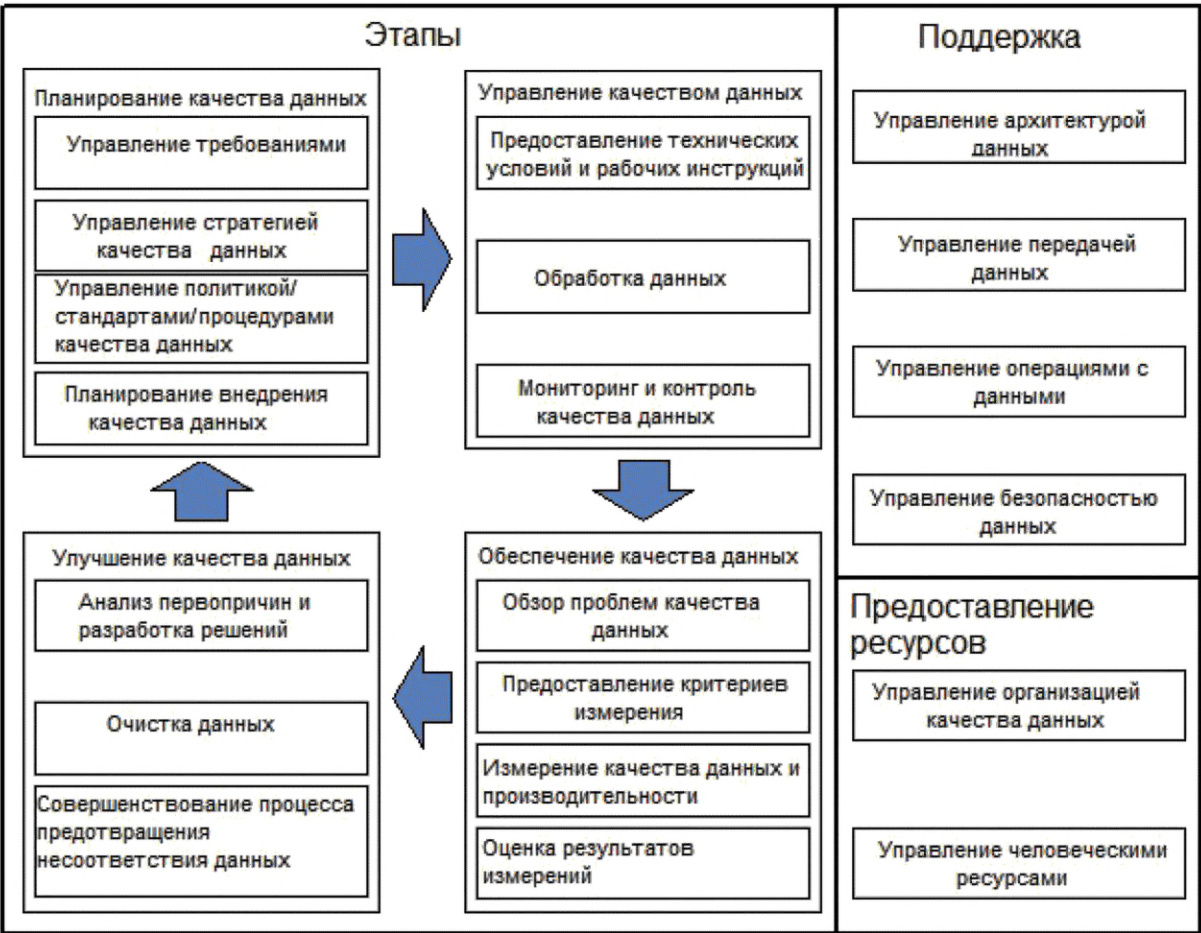 Этапы
Планирование качества данных
Управление требованиями
Управление стратегией
качества данных
Управление политикой/
стандартами/процедурами
качества данных
Планирование внедрения
качества данных
Управление качеством данных
Предоставление технических
условий и рабочих инструкций
Обработка данных
Мониторинг и контроль
качества данных
Улучшение качества данных
Анализ первопричин и
разработка решений
Очистка данных
Совершенствование процесса
предотвращения
несоответствия данных
Обеспечение качества данных
Обзор проблем качества
данных
Предоставление критериев
измерения
Измерение качества данных и
производительности
Оценка результатов
измерений
Поддержка
Управление архитектурой
данных
Управление передачей
данных
Управление операциями с
данными
Управление безопасностью
данных
Предоставление
ресурсов
Управление организацией
качества данных
Управление человеческими
ресурсами